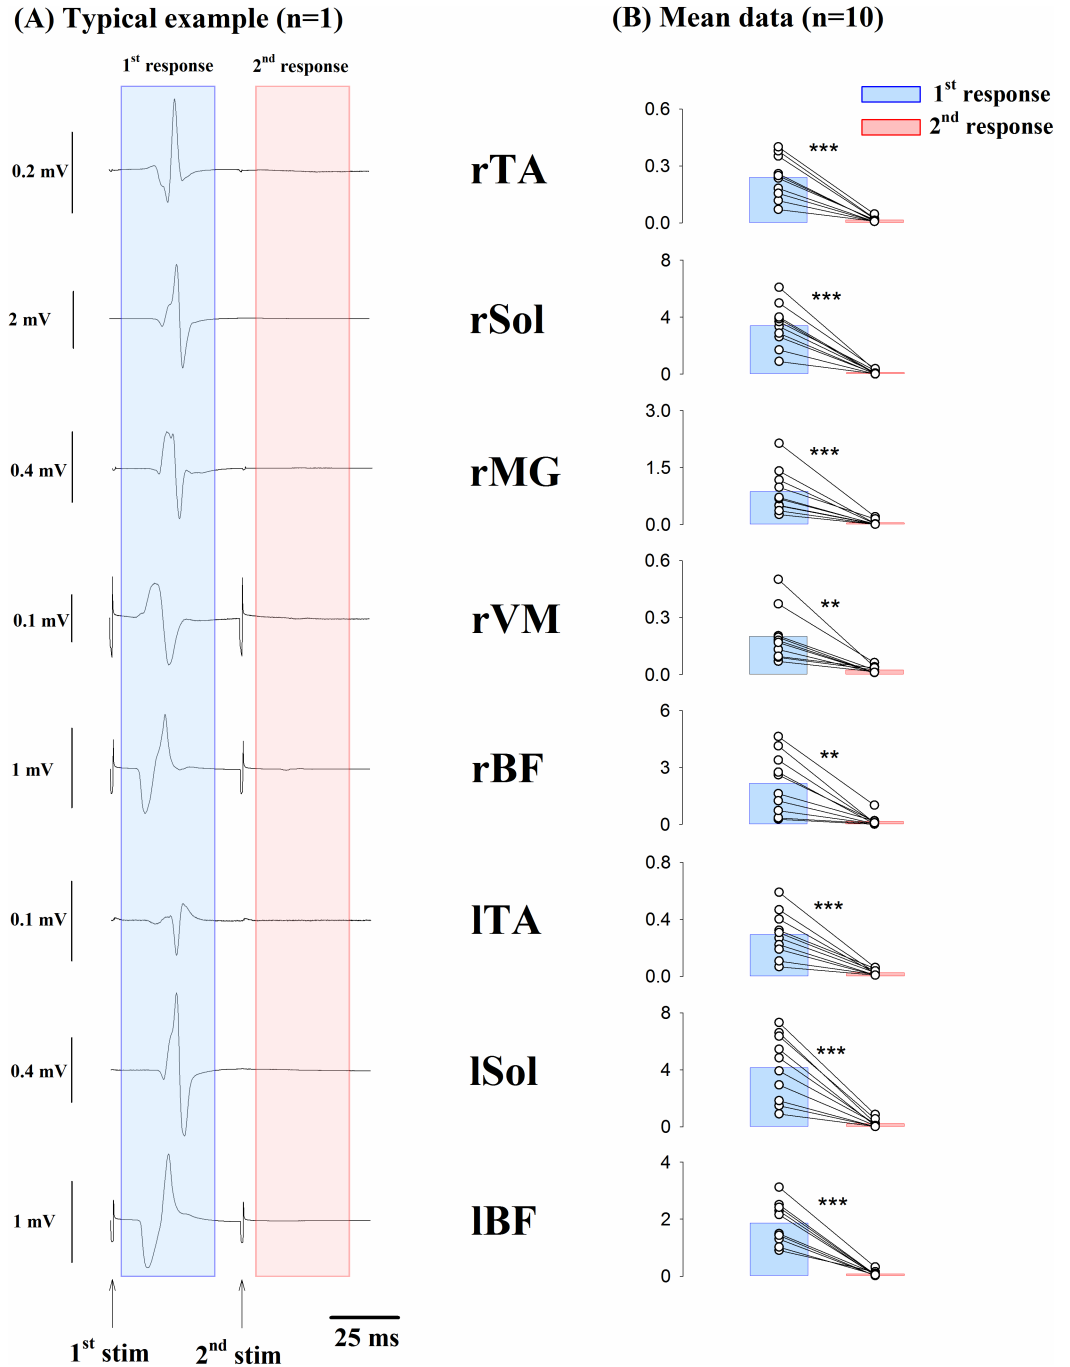 (A) Typical example (n=1)
(B) Mean data (n=10)
1st response
2nd response
1st response
2nd response
0.2 mV
rTA
0.6
0.3
0.0
***
2 mV
rSol
8
4
0
***
0.4 mV
rMG
3.0
1.5
0.0
***
0.1 mV
rVM
0.6
0.3
0.0
**
1 mV
rBF
6
3
0
**
0.1 mV
lTA
0.8
0.4
0.0
***
0.4 mV
lSol
8
4
0
***
1 mV
lBF
4
2
0
***
1st stim
2nd stim
25 ms